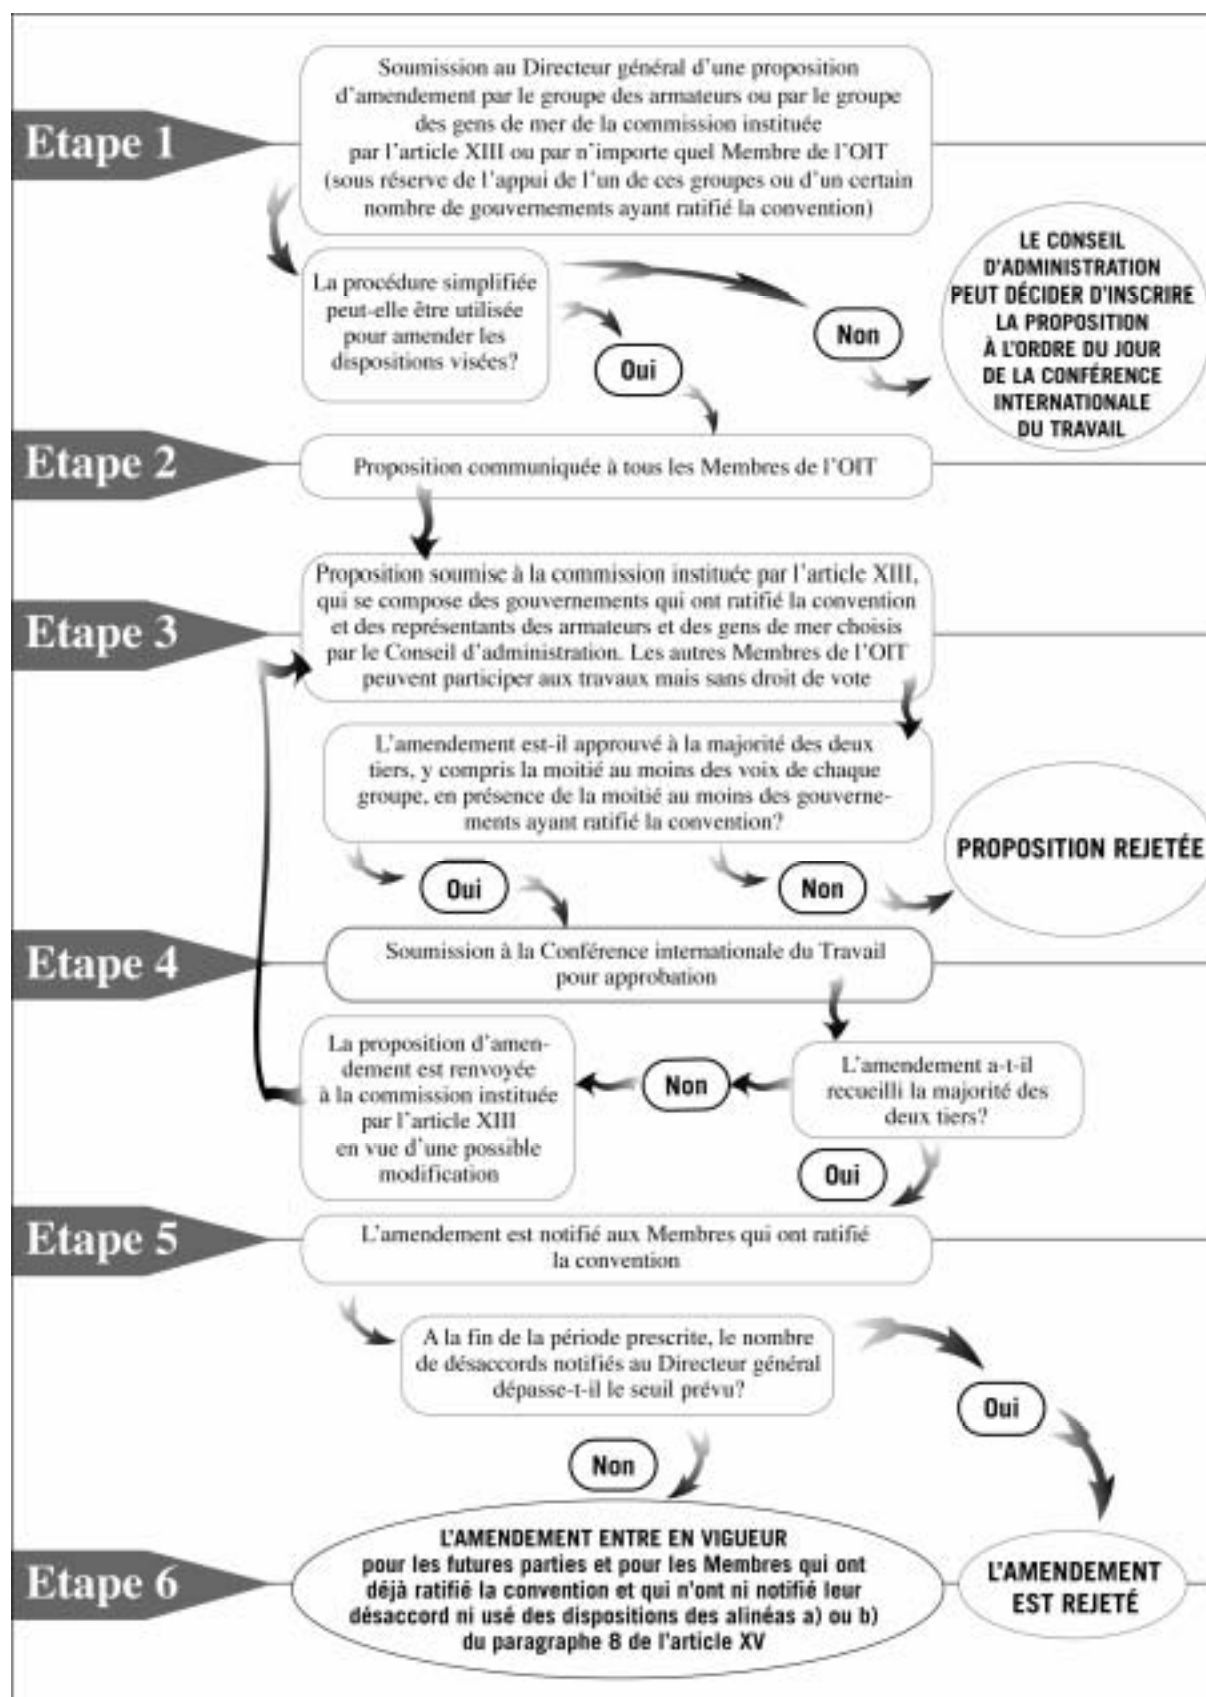 Etape 1
Soumission au Directeur général d'une proposition
d'amendement par le groupe des armateurs ou par le groupe
des gens de mer de la commission instituée
par l'article XIII ou par n'importe quel Membre de l'OIT
(sous réserve de l'appui de l'un de ces groupes ou d'un certain
nombre de gouvernements ayant ratifié la convention)
La procédure simplifiée
peut-elle être utilisée
pour amender les
dispositions visées?
Oui
Non
LE CONSEIL
D'ADMINISTRATION
PEUT DÉCIDER D'INSCRIRE
LA PROPOSITION
À L'ORDRE DU JOUR
DE LA CONFÉRENCE
INTERNATIONALE
DU TRAVAIL
Etape 2
Proposition communiquée à tous les Membres de l'OIT
Etape 3
Proposition soumise à la commission instituée par l'article XIII,
qui se compose des gouvernements qui ont ratifié la convention
et des représentants des armateurs et des gens de mer choisis
par le Conseil d'administration. Les autres Membres de l'OIT
peuvent participer aux travaux mais sans droit de vote
L'amendement est-il approuvé à la majorité des deux
tiers, y compris la moitié au moins des voix de chaque
groupe, en présence de la moitié au moins des gouverne-
ments ayant ratifié la convention?
Oui
Non
PROPOSITION REJETÉE
Etape 4
Soumission à la Conférence internationale du Travail
pour approbation
L'amendement a-t-il
recueilli la majorité des
deux tiers?
Non
La proposition d'amen-
dement est renvoyée
à la commission instituée
par l'article XIII
en vue d'une possible
modification
Oui
Etape 5
L'amendement est notifié aux Membres qui ont ratifié
la convention
A la fin de la période prescrite, le nombre
de désaccords notifiés au Directeur général
dépasse-t-il le seuil prévu?
Oui
Non
Etape 6
L'AMENDEMENT ENTRE EN VIGUEUR
pour les futures parties et pour les Membres qui ont
déjà ratifié la convention et qui n'ont ni notifié leur
désaccord ni usé des dispositions des alinéas a) ou b)
du paragraphe 8 de l'article XV
L'AMENDEMENT
EST REJETÉ